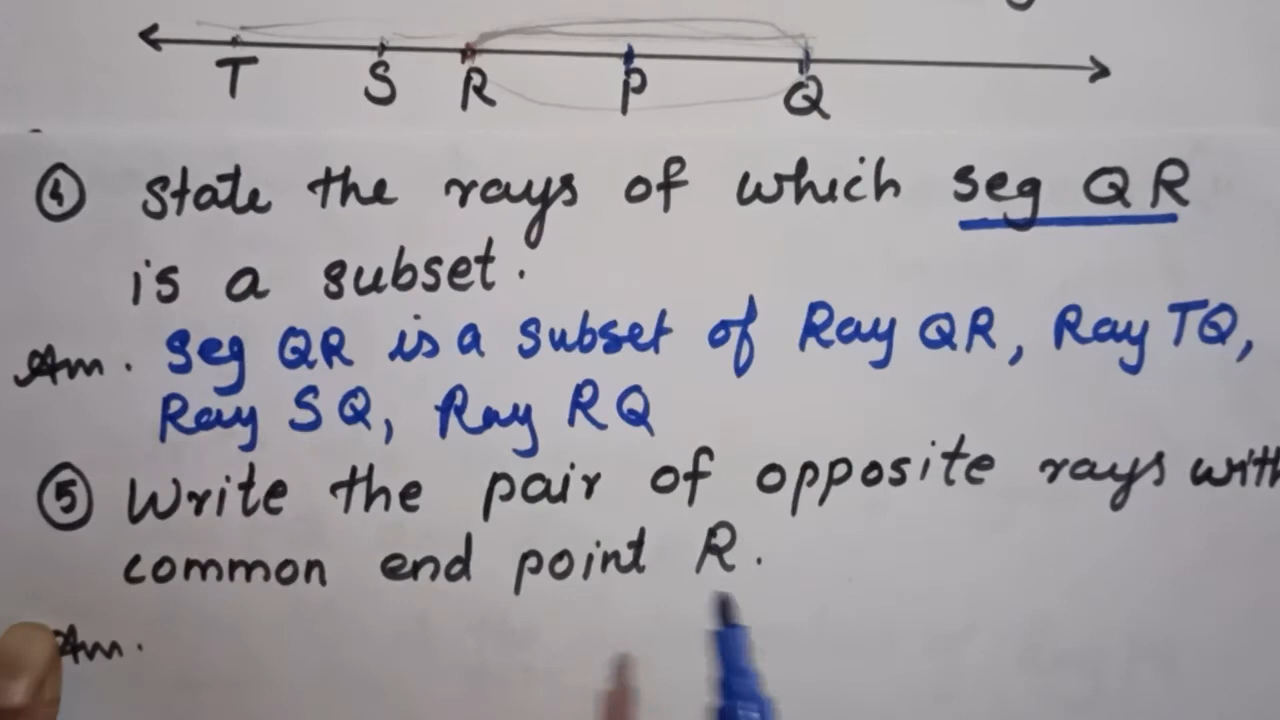 T S R P Q
④ State the rays of which seg QR
is a subset.
Ans. Seg QR is a subset of Ray QR, Ray TQ,
Ray SQ, Ray RQ
⑤ Write the pair of opposite rays with
common end point R.
Ans.